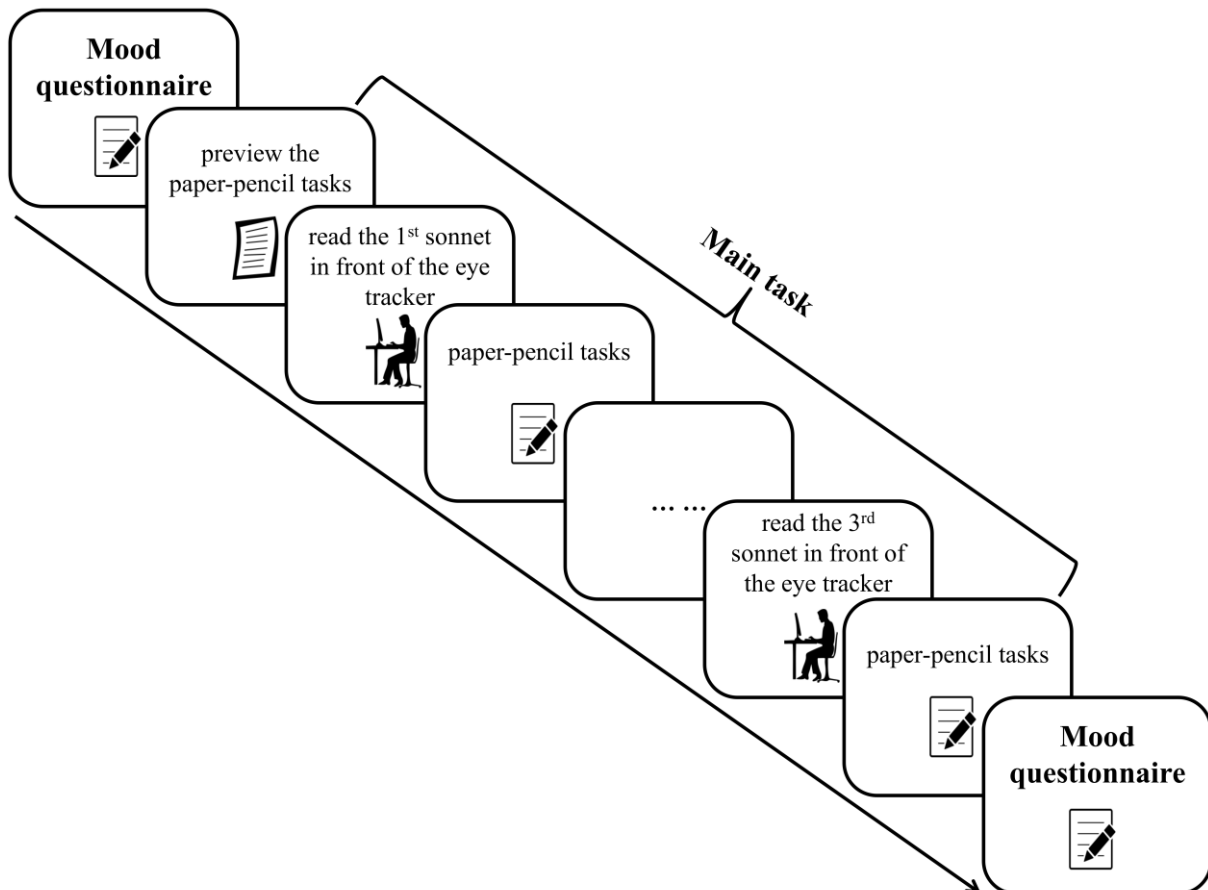 Mood
questionnaire
preview the
paper-pencil tasks
read the 1st sonnet
in front of the eye
tracker
Main task
paper-pencil tasks
... ...
read the 3rd
sonnet in front of
the eye tracker
paper-pencil tasks
Mood
questionnaire